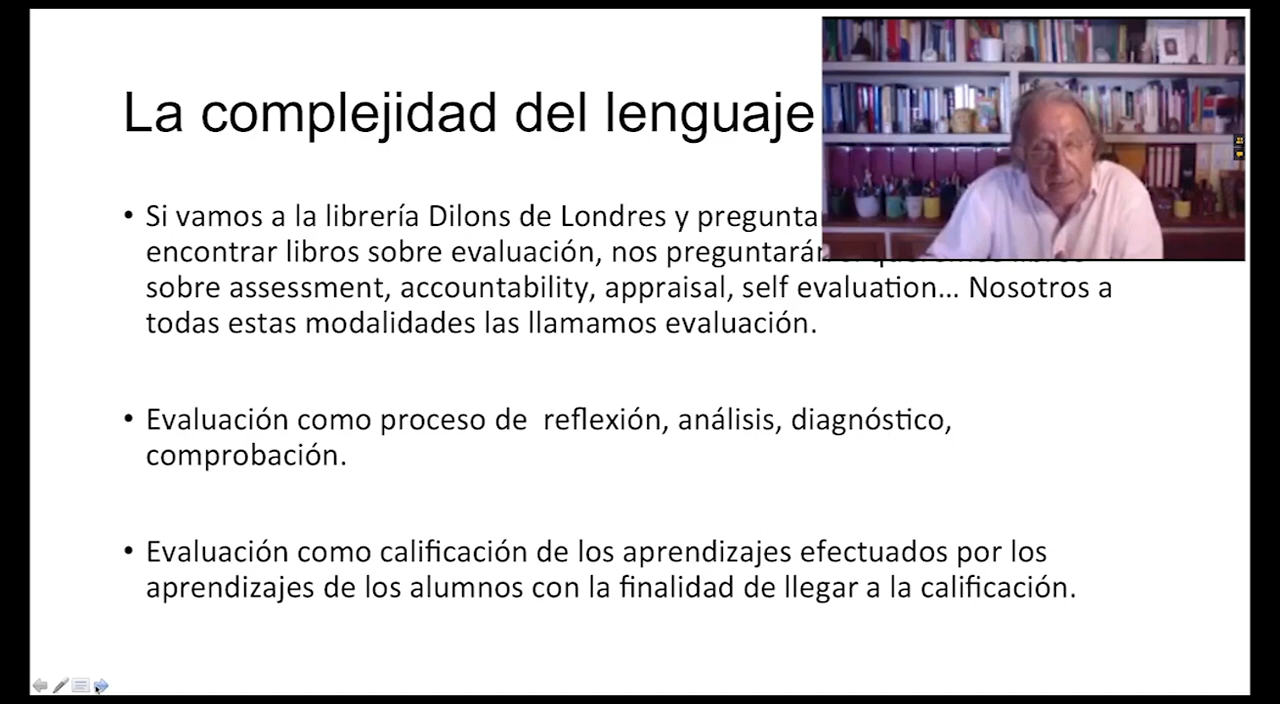 La complejidad del lenguaje
• Si vamos a la librería Dilons de Londres y pregunta
encontrar libros sobre evaluación, nos preguntarán
sobre assessment, accountability, appraisal, self evaluation... Nosotros a
todas estas modalidades las llamamos evaluación.
• Evaluación como proceso de  reflexión, análisis, diagnóstico,
comprobación.
• Evaluación como calificación de los aprendizajes efectuados por los
aprendizajes de los alumnos con la finalidad de llegar a la calificación.